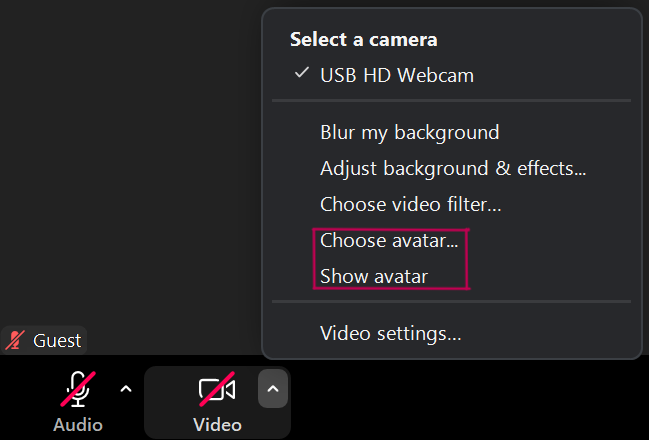 Select a camera
USB HD Webcam
Blur my background
Adjust background & effects...
Choose video filter...
Choose avatar...
Show avatar
Video settings...
Guest
Audio
Video